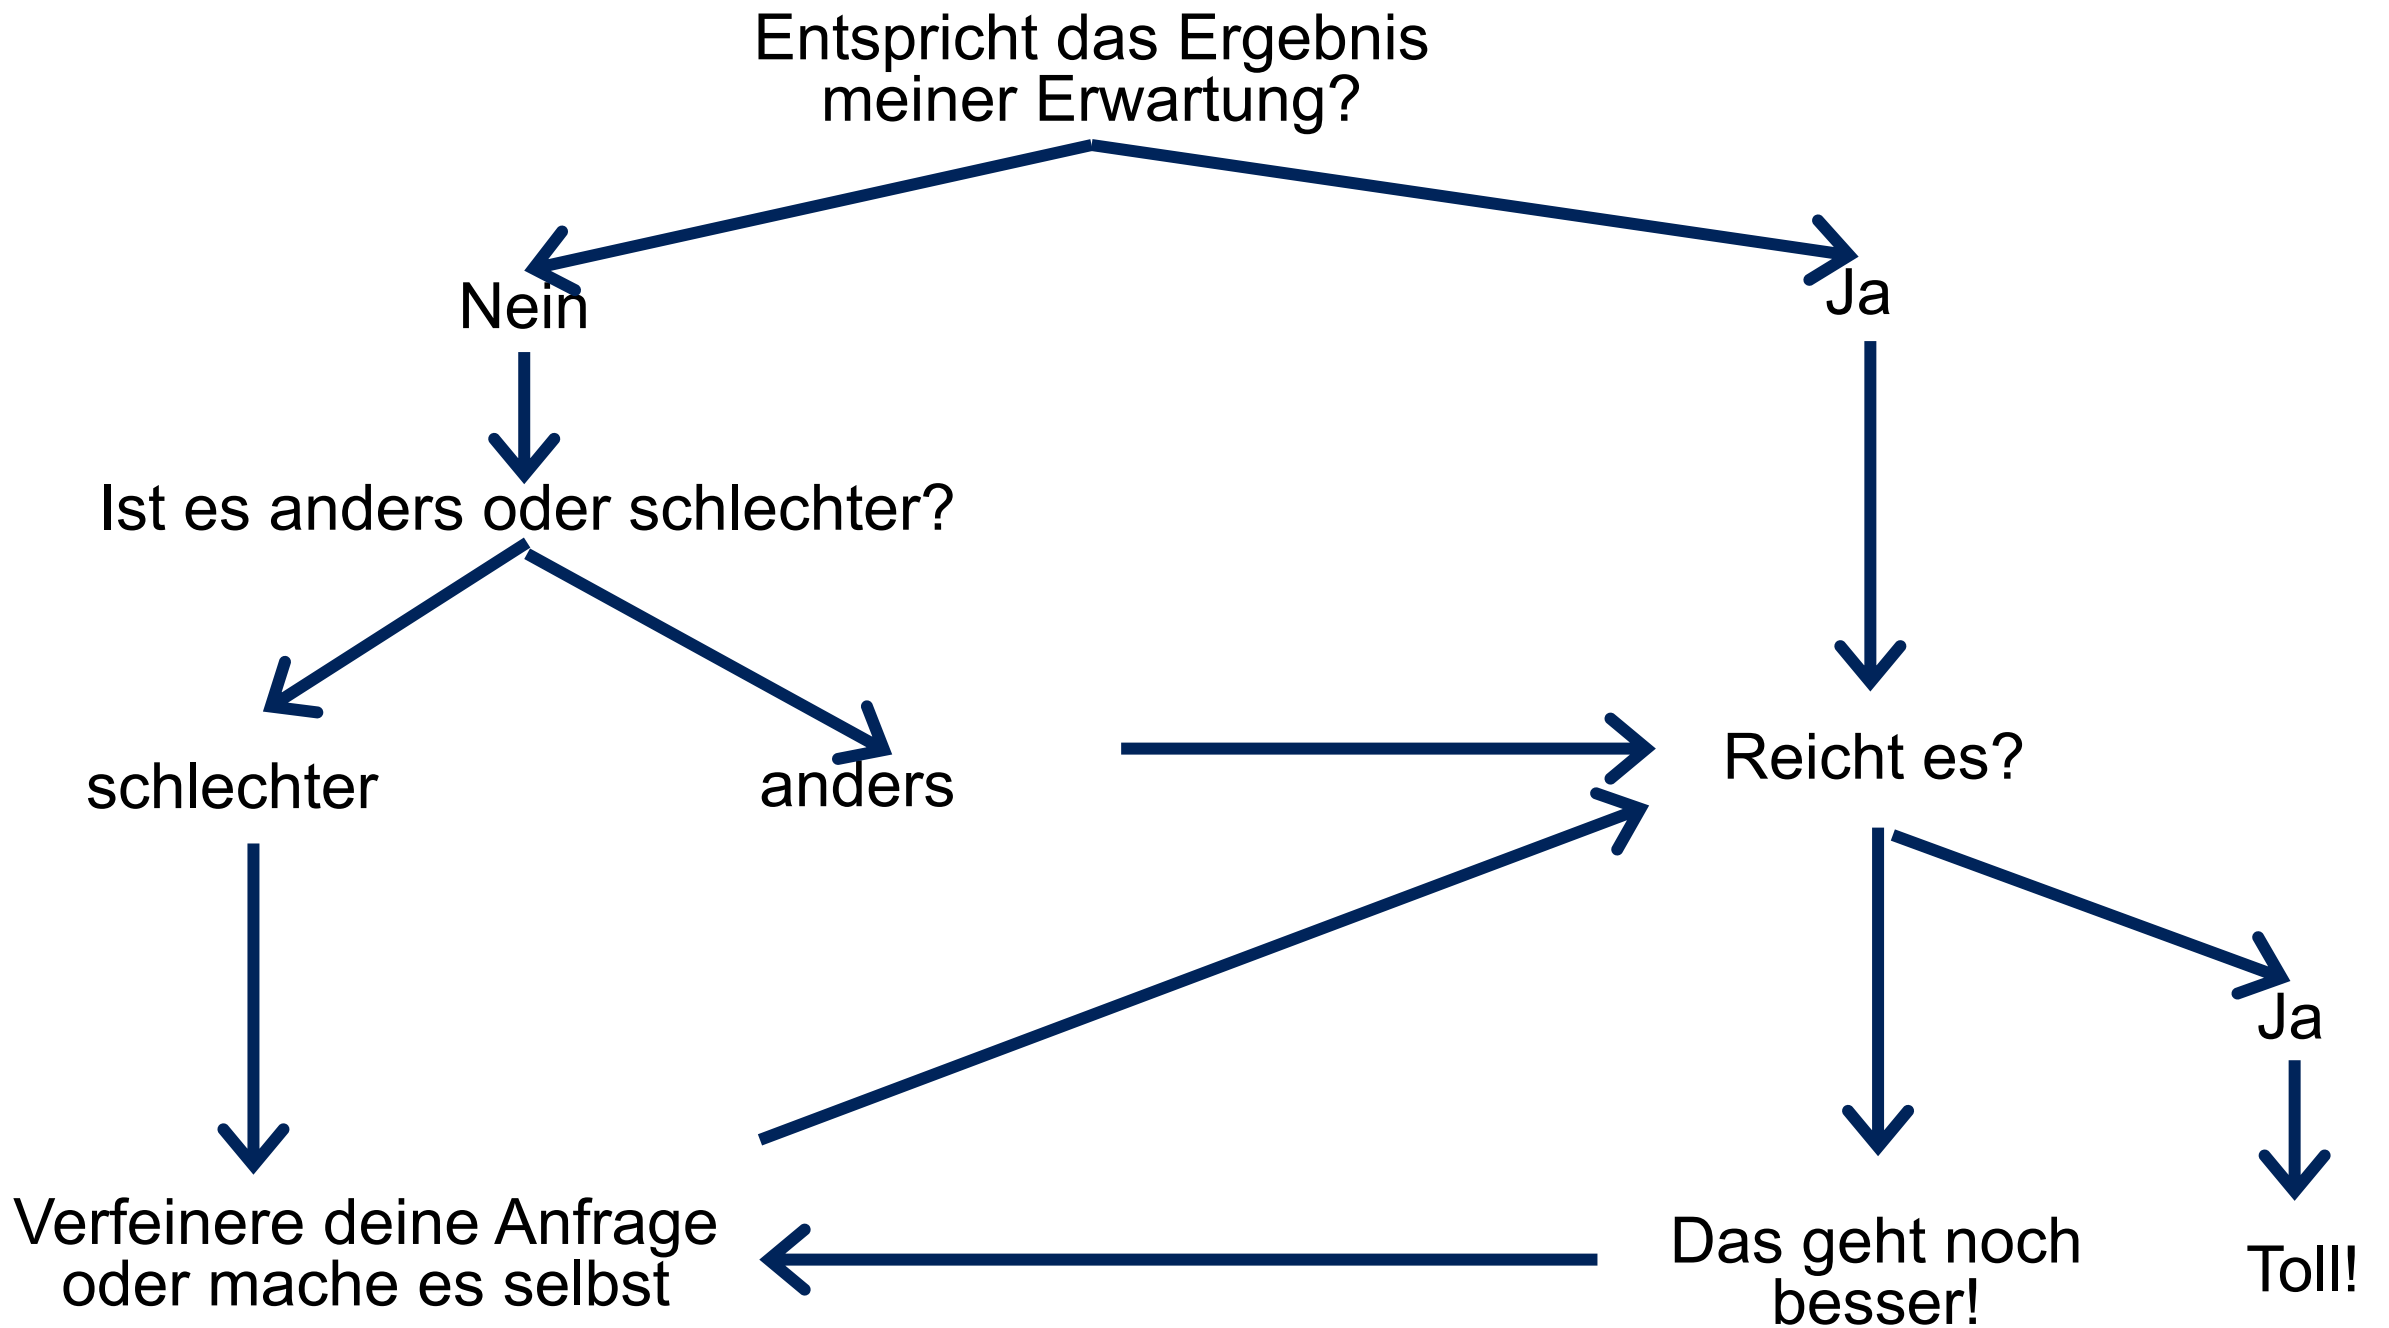 Entspricht das Ergebnis
meiner Erwartung?
Nein
Ja
Ist es anders oder schlechter?
schlechter
anders
Reicht es?
Ja
Verfeinere deine Anfrage
oder mache es selbst
Das geht noch
besser!
Toll!